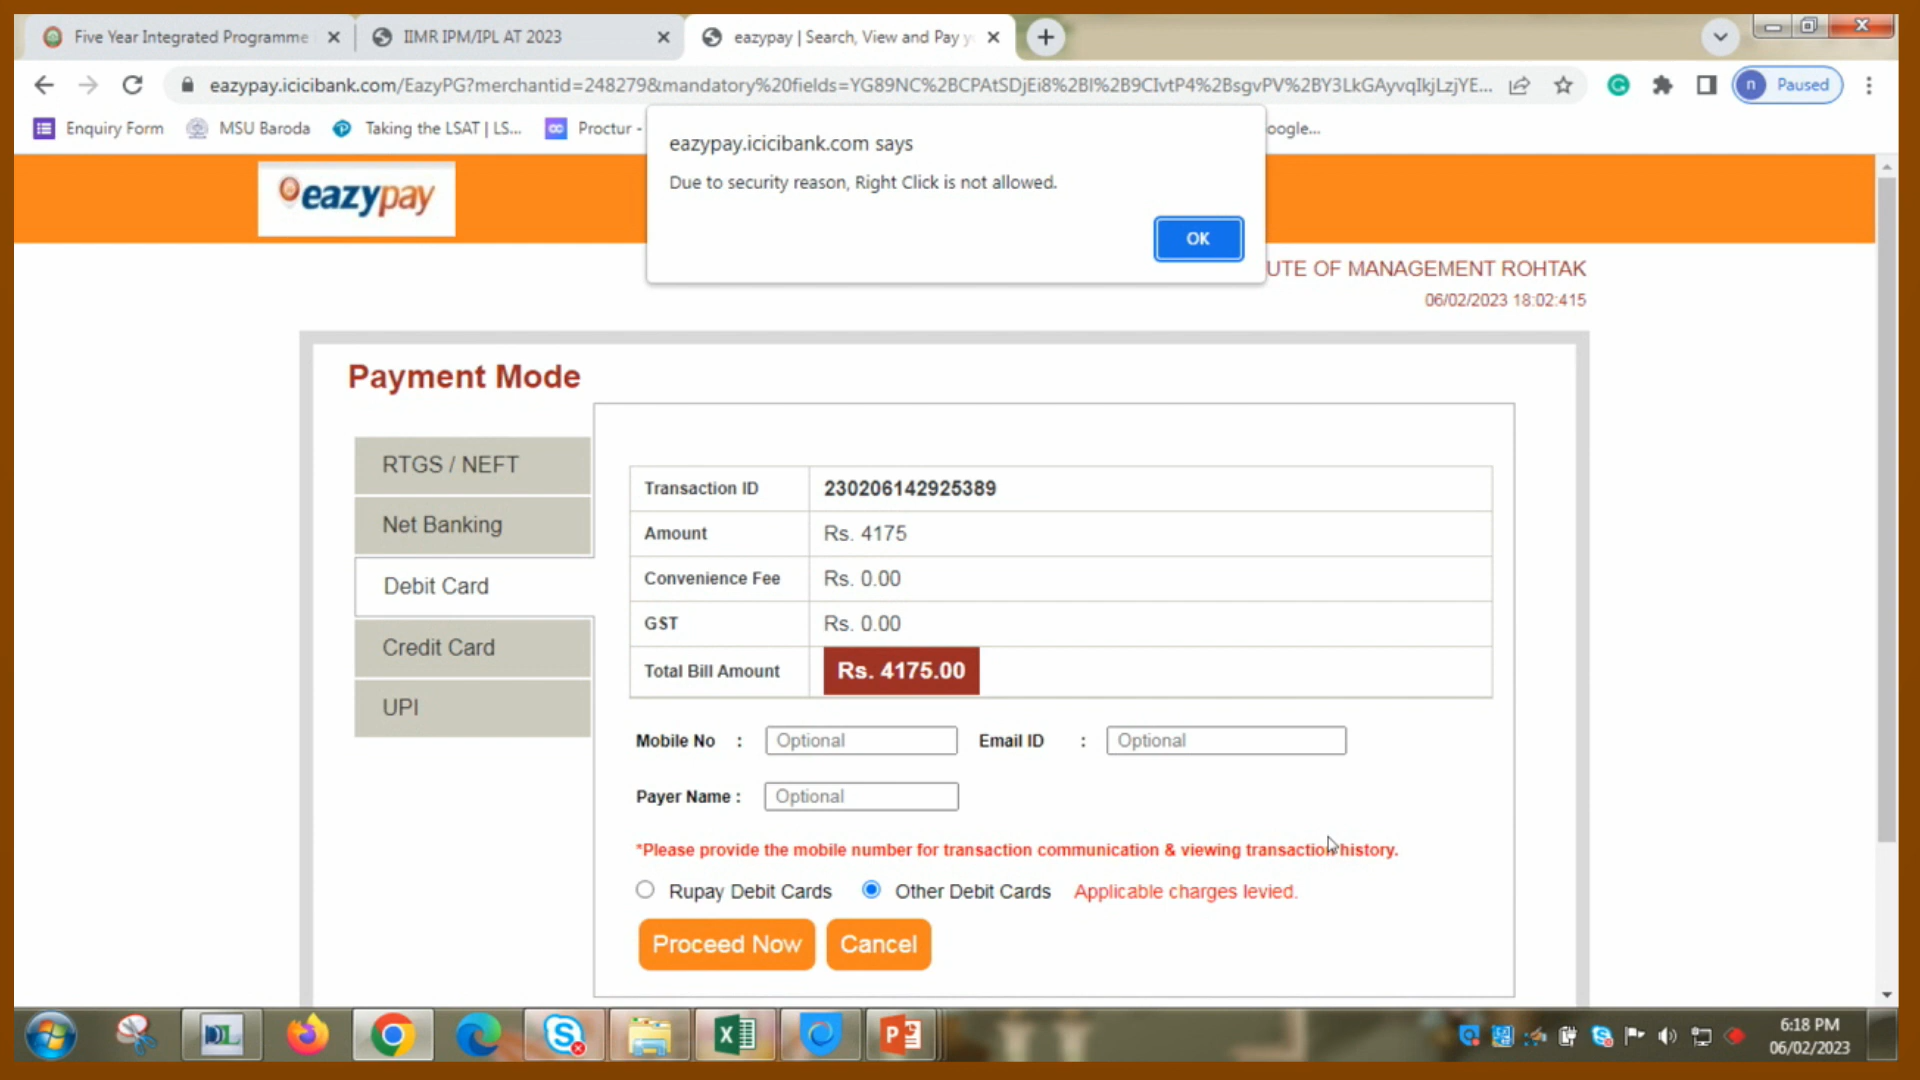 Five Year Integrated Programme
IIMR IPM/IPL AT 2023
eazypay | Search, View and Pay y
eazypay.icicibank.com/EazyPG?merchantid=248279&mandatory%20fields=YG89NC%2BCPAtSDjEi8%2BI%2B9CIvtP4%2BsgvPV%2BY3LkGAyvqIkjLzjYE...
n Paused
Enquiry Form
MSU Baroda
Taking the LSAT | LS...
Proctur -
oogle...
eazypay.icicibank.com says
Due to security reason, Right Click is not allowed.
OK
eazypay
UTE OF MANAGEMENT ROHTAK
06/02/2023 18:02:415
Payment Mode
RTGS / NEFT
Net Banking
Debit Card
Credit Card
UPI
Transaction ID 230206142925389
Amount Rs. 4175
Convenience Fee Rs. 0.00
GST Rs. 0.00
Total Bill Amount Rs. 4175.00
Mobile No : Optional Email ID : Optional
Payer Name : Optional
*Please provide the mobile number for transaction communication & viewing transaction history.
Rupay Debit Cards Other Debit Cards Applicable charges levied.
Proceed Now Cancel
6:18 PM
06/02/2023